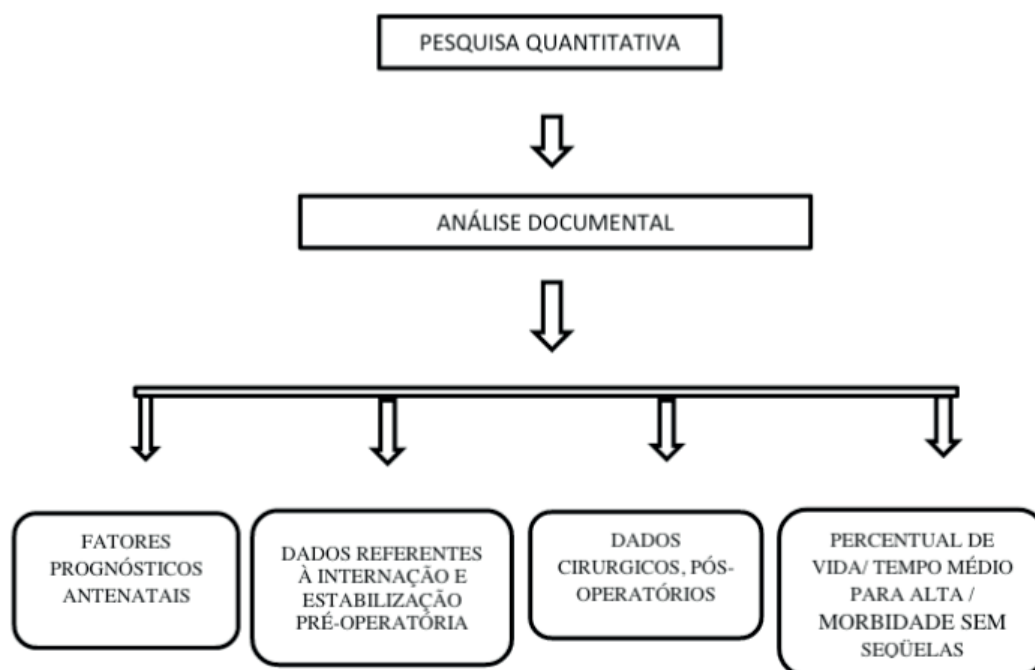 PESQUISA QUANTITATIVA
ANÁLISE DOCUMENTAL
FATORES
PROGNÓSTICOS
ANTENATAIS
DADOS REFERENTES
À INTERNAÇÃO E
ESTABILIZAÇÃO
PRÉ-OPERATÓRIA
DADOS
CIRURGICOS, PÓS-
OPERATÓRIOS
PERCENTUAL DE
VIDA/ TEMPO MÉDIO
PARA ALTA /
MORBIDADE SEM
SEQÜELAS